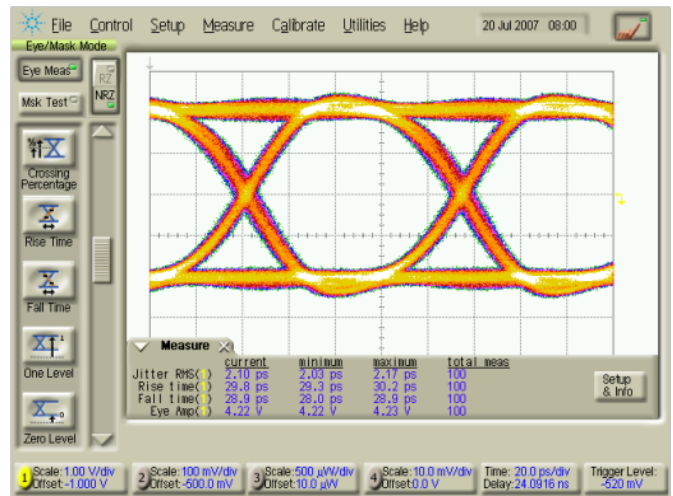 File Control Setup Measure Calibrate Utilities Help 20 Jul 2007 08:00
Eye/Mask Mode
Eye Meas
RZ
Msk Test
NRZ
Crossing
Percentage
Rise Time
Fall Time
One Level
Zero Level
Measure
current minimum maximum total meas
Jitter RMS(1) 2.10 ps 2.03 ps 2.17 ps 100
Rise time(1) 29.8 ps 29.3 ps 30.2 ps 100
Fall time(1) 28.9 ps 28.0 ps 28.9 ps 100
Eye Amp(1) 4.22 V 4.22 V 4.23 V 100
Setup
& Info
1 Scale:1.00 V/div
Offset:-1.000 V
2 Scale:100 mV/div
Offset:-500.0 mV
3 Scale:500 µW/div
Offset:10.0 µW
4 Scale:10.0 mV/div
Offset:0.0 V
Time: 20.0 ps/div
Delay:24.0916 ns
Trigger Level:
-520 mV